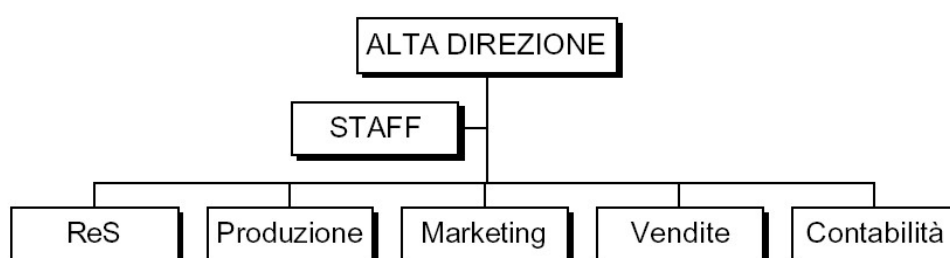 ALTA DIREZIONE
STAFF
ReS
Produzione
Marketing
Vendite
Contabilità